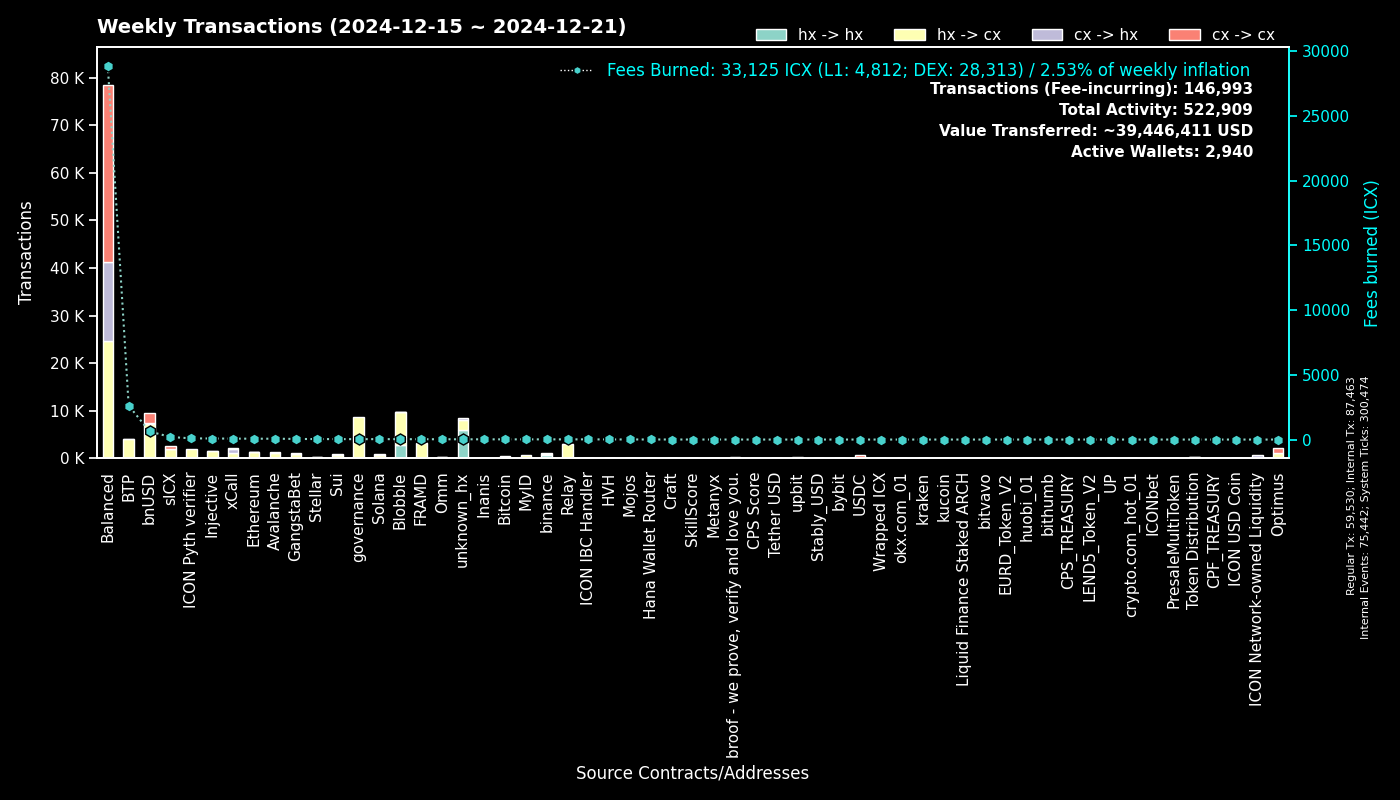 Weekly Transactions (2024-12-15 ~ 2024-12-21)
hx -> hx
hx -> cx
cx -> hx
cx -> cx
Fees Burned: 33,125 ICX (L1: 4,812; DEX: 28,313) / 2.53% of weekly inflation
Transactions (Fee-incurring): 146,993
Total Activity: 522,909
Value Transferred: ~39,446,411 USD
Active Wallets: 2,940
Transactions
80 K
70 K
60 K
50 K
40 K
30 K
20 K
10 K
0 K
30000
25000
20000
15000
10000
5000
0
Fees burned (ICX)
Regular Tx: 59,530; Internal Tx: 87,463
Internal Events: 75,442; System Ticks: 300,474
Balanced
BTP
bnUSD
sICX
ICON Pyth verifier
Injective
xCall
Ethereum
Avalanche
GangstaBet
Stellar
Sui
governance
Solana
Blobble
FRAMD
Omm
unknown_hx
Inanis
Bitcoin
MyID
binance
Relay
ICON IBC Handler
HVH
Mojos
Hana Wallet Router
Craft
SkillScore
Metanyx
broof - we prove, verify and love you.
CPS Score
Tether USD
upbit
Stably_USD
bybit
USDC
Wrapped ICX
okx.com_01
kraken
kucoin
Liquid Finance Staked ARCH
bitvavo
EURD_Token_V2
huobi_01
bithumb
CPS_TREASURY
LEND5_Token_V2
UP
crypto.com_hot_01
ICONbet
PresaleMultiToken
Token Distribution
CPF_TREASURY
ICON USD Coin
ICON Network-owned Liquidity
Optimus
Source Contracts/Addresses